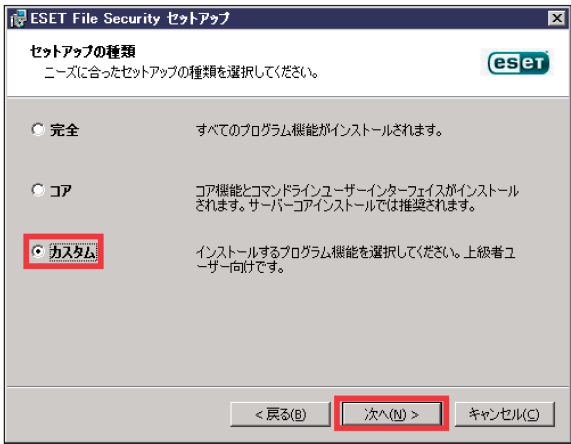 ESET File Security セットアップ
セットアップの種類
ニーズに合ったセットアップの種類を選択してください。
eseT
完全
すべてのプログラム機能がインストールされます。
コア
コア機能とコマンドラインユーザーインターフェイスがインストール
されます。サーバーコアインストールでは推奨されます。
カスタム
インストールするプログラム機能を選択してください。上級者ユ
ーザー向けです。
< 戻る(B)
次へ(N) >
キャンセル(C)